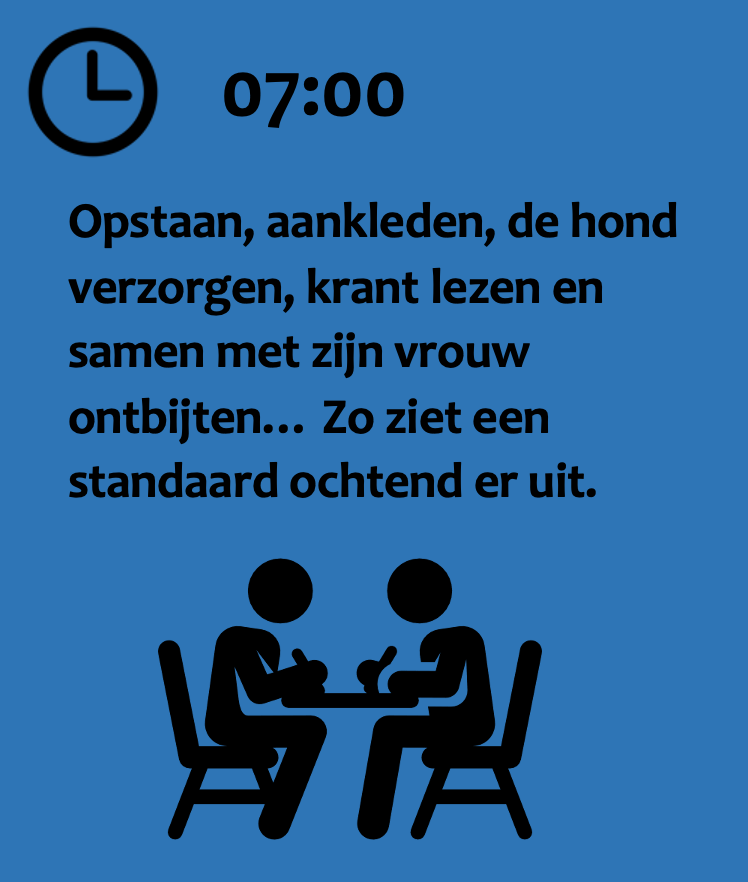 07:00
Opstaan, aankleden, de hond
verzorgen, krant lezen en
samen met zijn vrouw
ontbijten... Zo ziet een
standaard ochtend er uit.